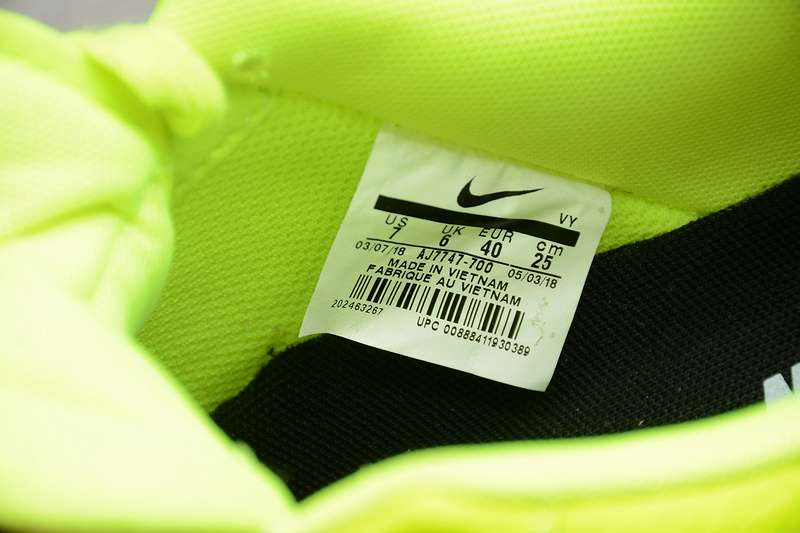 VY
US UK EUR cm
7 6 40 25
03/07/18 AJ7747-700 05/03/18
MADE IN VIETNAM
FABRIQUE AU VIETNAM
202463267
UPC 00888411930389